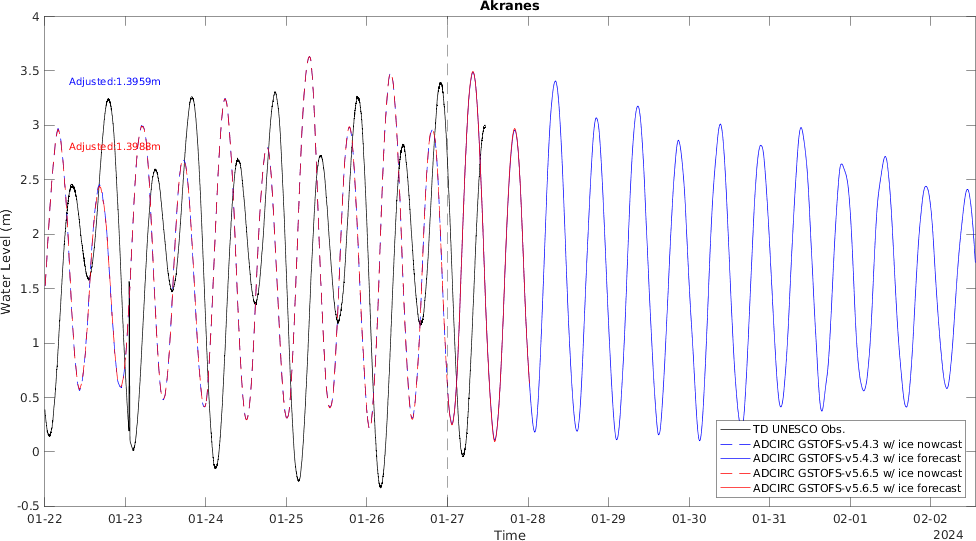 Akranes
4
3.5
3
2.5
2
1.5
1
0.5
0
-0.5
Water Level (m)
Adjusted:1.3959m
Adjusted:1.3988m
TD UNESCO Obs.
ADCIRC GSTOFS-v5.4.3 w/ ice nowcast
ADCIRC GSTOFS-v5.4.3 w/ ice forecast
ADCIRC GSTOFS-v5.6.5 w/ ice nowcast
ADCIRC GSTOFS-v5.6.5 w/ ice forecast
01-22 01-23 01-24 01-25 01-26 01-27 01-28 01-29 01-30 01-31 02-01 02-02
Time
2024